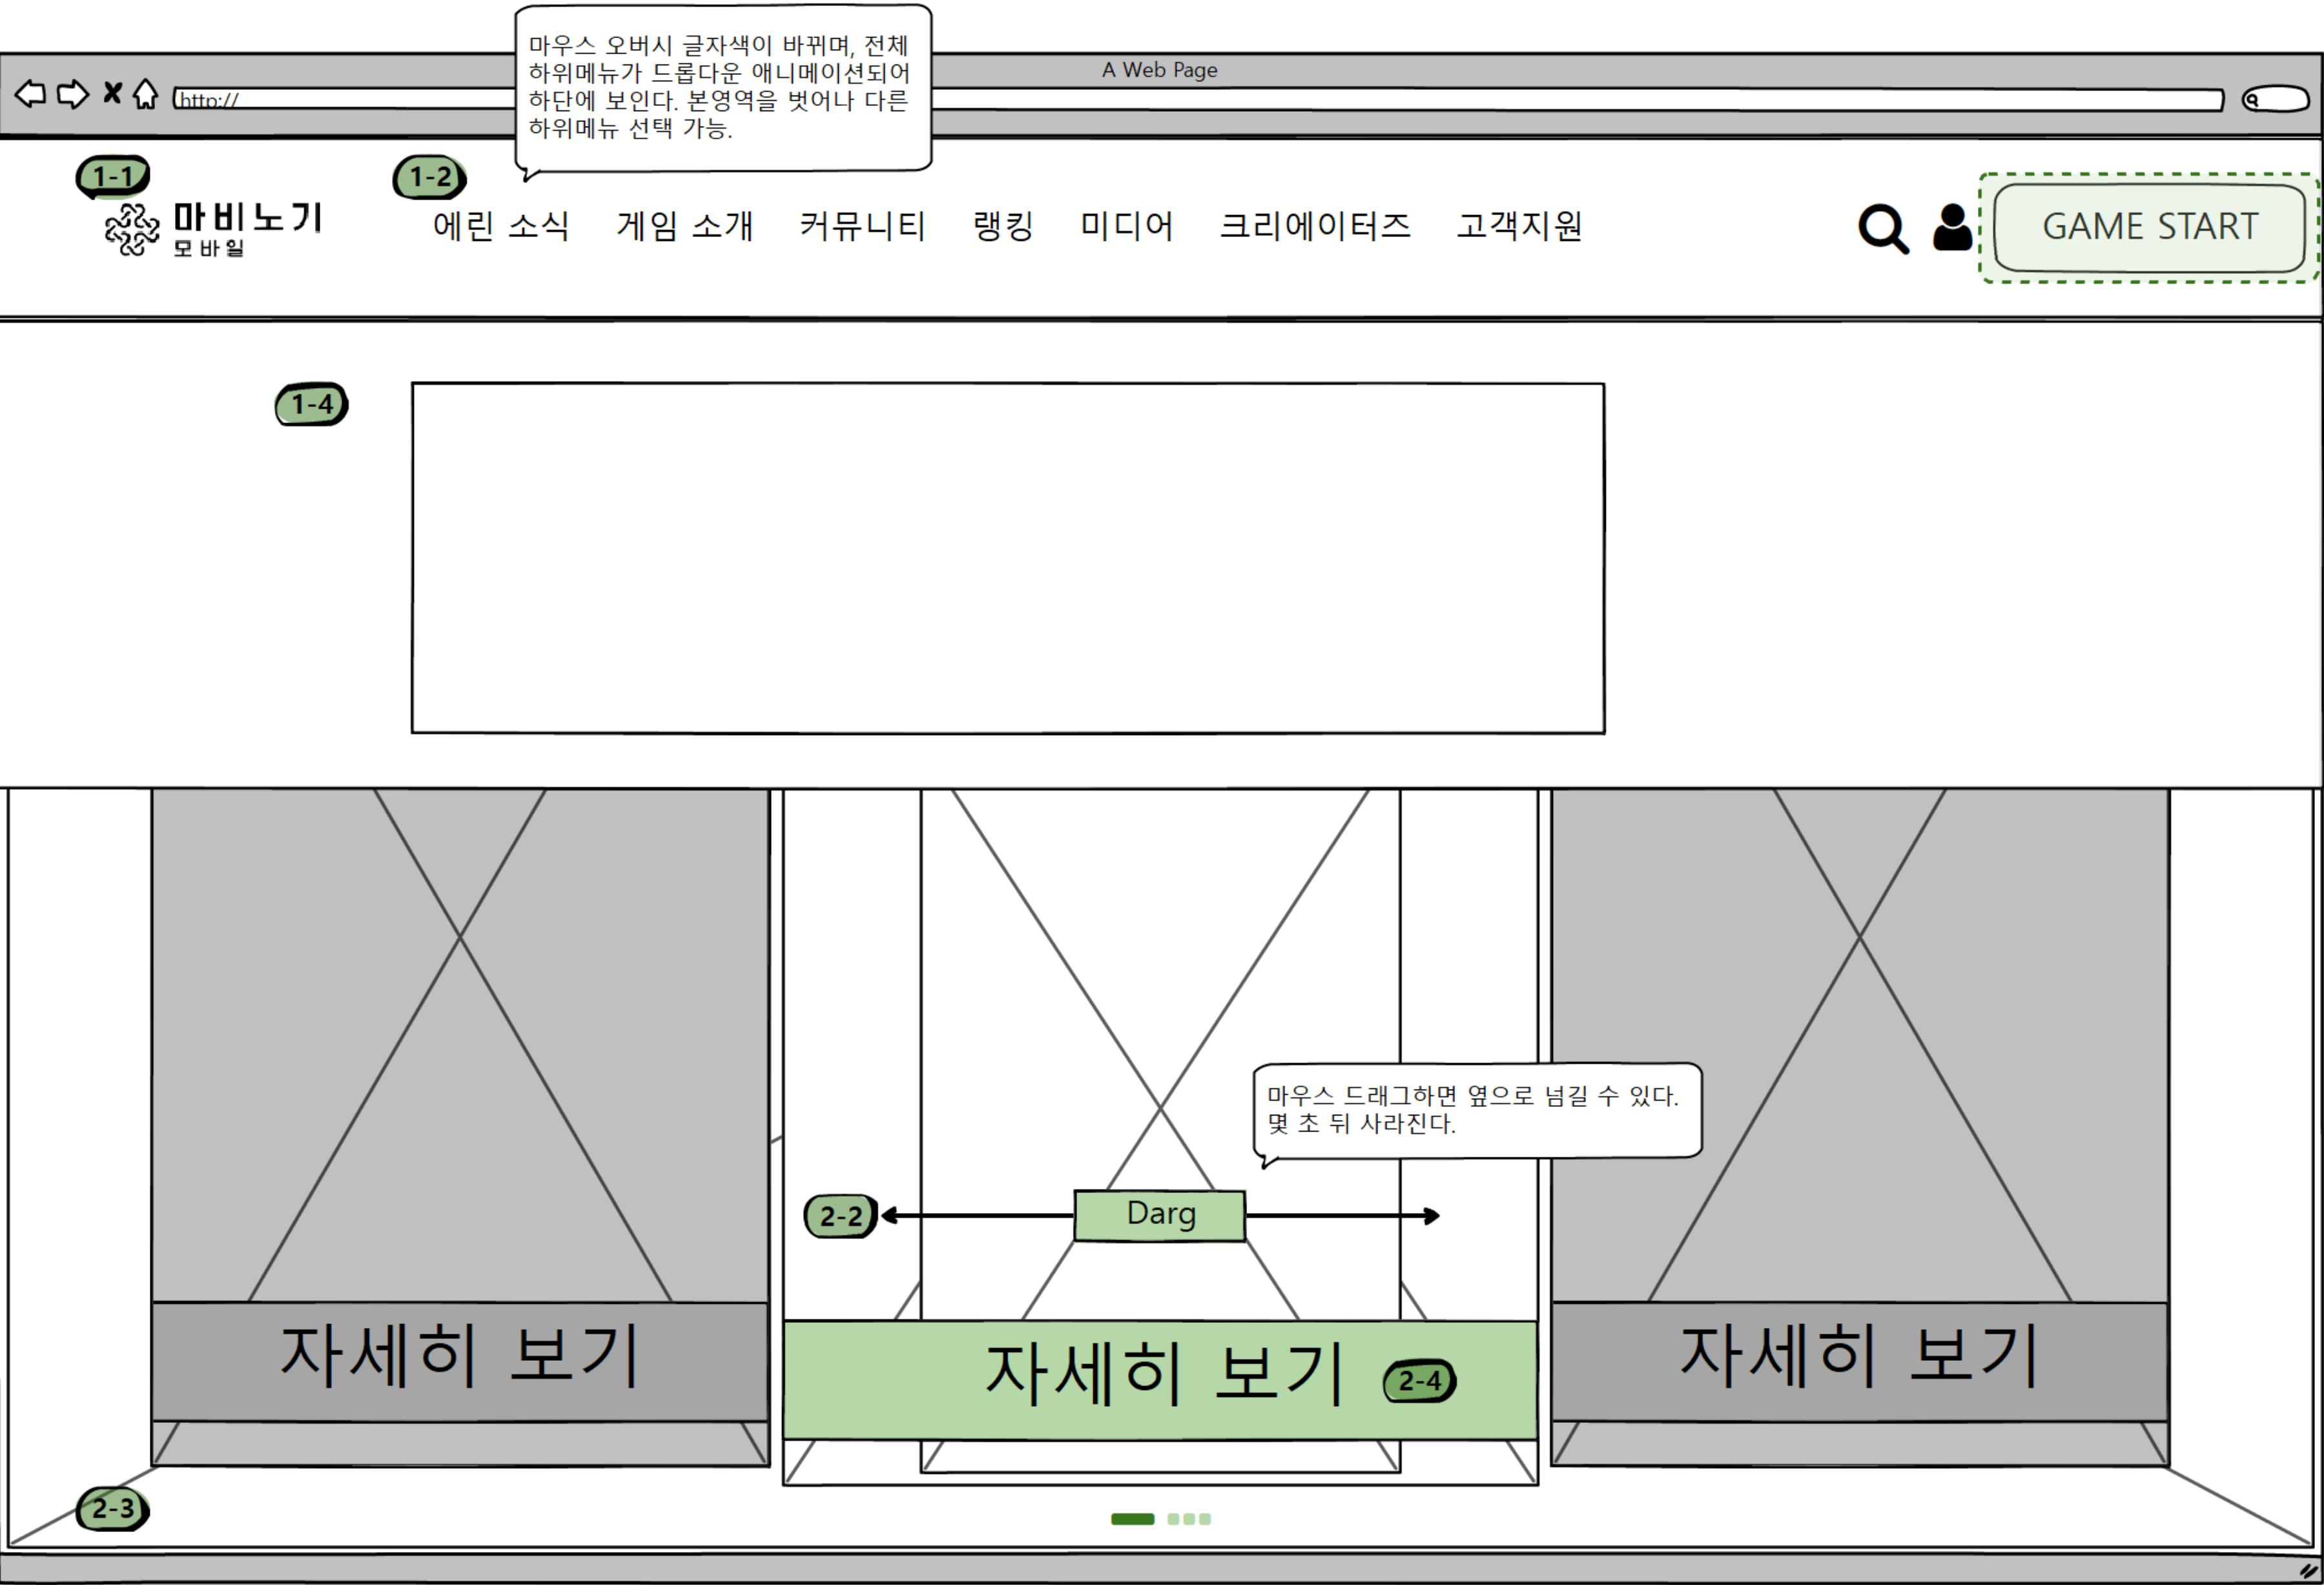 마우스 오버시 글자색이 바뀌며, 전체
하위메뉴가 드롭다운 애니메이션되어
하단에 보인다. 본영역을 벗어나 다른
하위메뉴 선택 가능.
A Web Page
http://
1-1
1-2
마비노기
모바일
에린 소식 게임 소개 커뮤니티 랭킹 미디어 크리에이터즈 고객지원
GAME START
1-4
마우스 드래그하면 옆으로 넘길 수 있다.
몇 초 뒤 사라진다.
2-2
Darg
자세히 보기
자세히 보기
2-4
자세히 보기
2-3